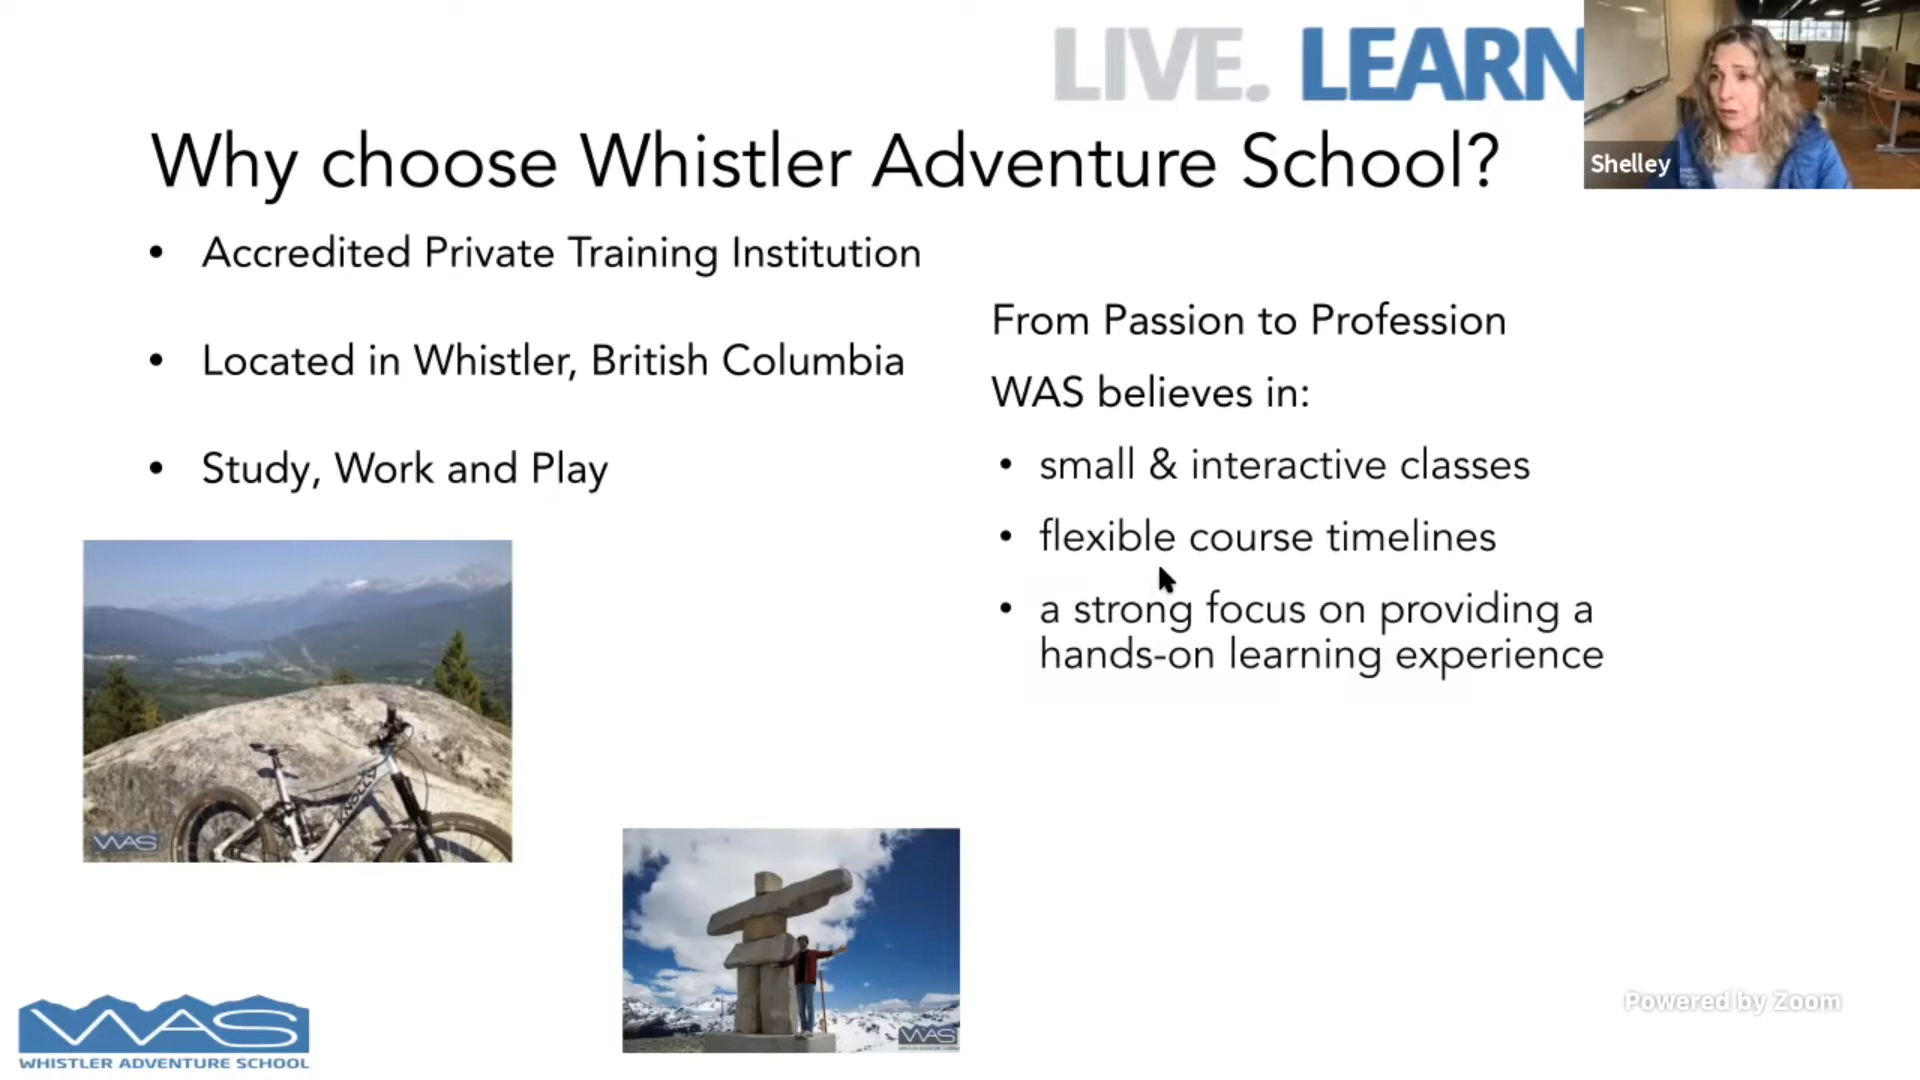 LIVE. LEARN
Shelley
Why choose Whistler Adventure School?
• Accredited Private Training Institution
• Located in Whistler, British Columbia
• Study, Work and Play
From Passion to Profession
WAS believes in:
• small & interactive classes
• flexible course timelines
• a strong focus on providing a
hands-on learning experience
KNOLLY
WAS
WAS
WAS
WHISTLER ADVENTURE SCHOOL
Powered by Zoom